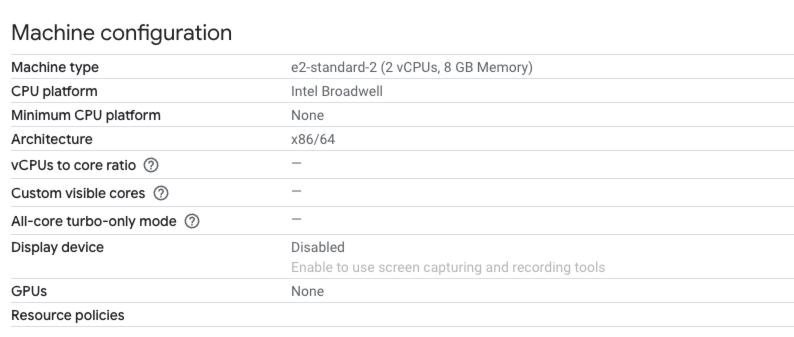 Machine configuration
Machine type e2-standard-2 (2 vCPUs, 8 GB Memory)
CPU platform Intel Broadwell
Minimum CPU platform None
Architecture x86/64
vCPUs to core ratio —
Custom visible cores —
All-core turbo-only mode —
Display device Disabled
Enable to use screen capturing and recording tools
GPUs None
Resource policies